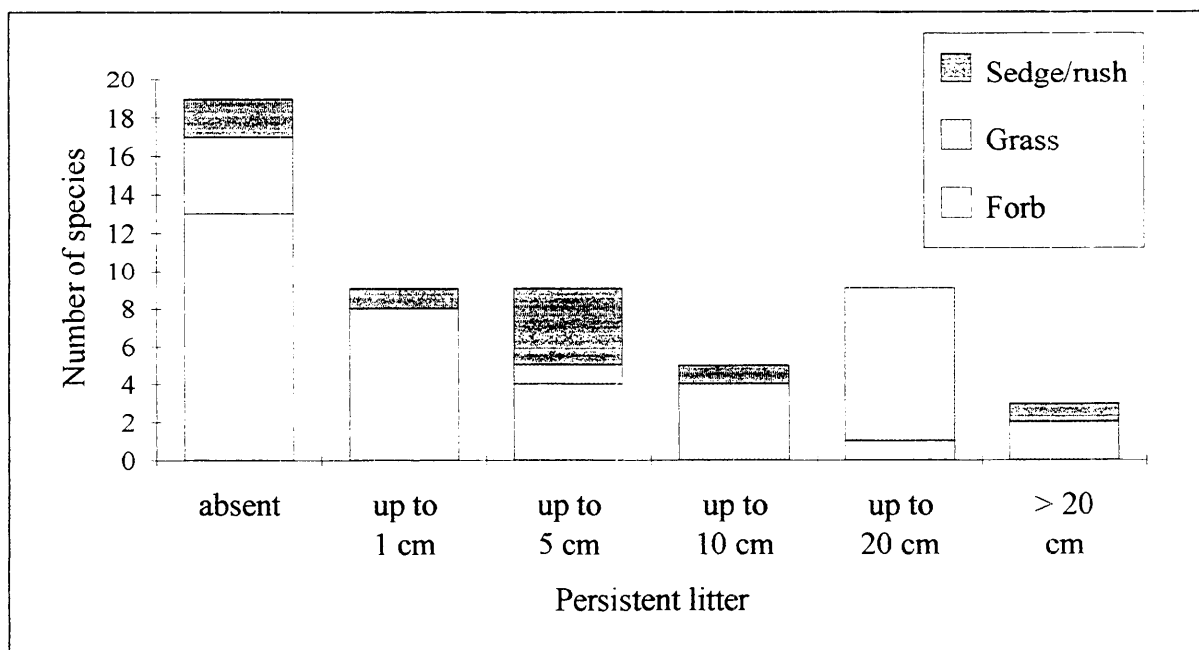 Sedge/rush
Grass
Forb
Number of species
20
18
16
14
12
10
8
6
4
2
0
absent
up to
1 cm
up to
5 cm
up to
10 cm
up to
20 cm
> 20
cm
Persistent litter